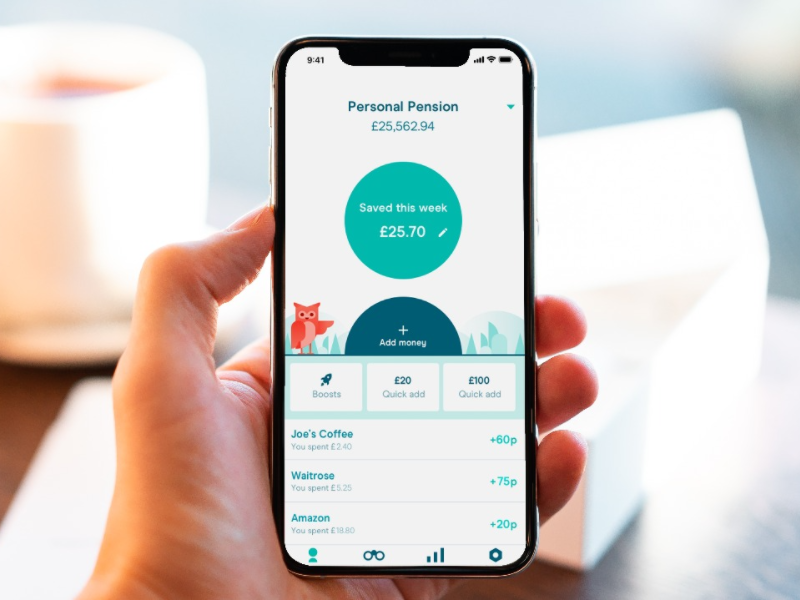 9:41
Personal Pension
£25,562.94
Saved this week
£25.70
+
Add money
Boosts
£20
Quick add
£100
Quick add
Joe's Coffee
You spent £2.40
+60p
Waitrose
You spent £5.25
+75p
Amazon
You spent £18.80
+20p